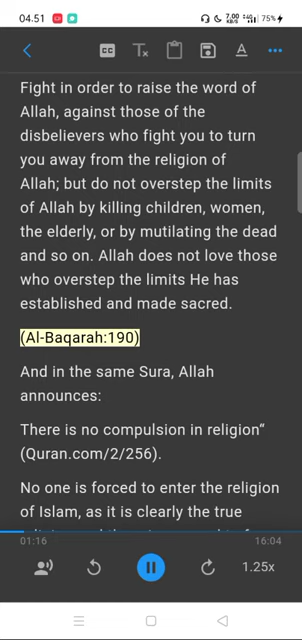 04.51
7.00
KB/S
75%
CC
Fight in order to raise the word of
Allah, against those of the
disbelievers who fight you to turn
you away from the religion of
Allah; but do not overstep the limits
of Allah by killing children, women,
the elderly, or by mutilating the dead
and so on. Allah does not love those
who overstep the limits He has
established and made sacred.
(Al-Baqarah:190)
And in the same Sura, Allah
announces:
There is no compulsion in religion“
(Quran.com/2/256).
No one is forced to enter the religion
of Islam, as it is clearly the true
01:16
16:04
1.25x